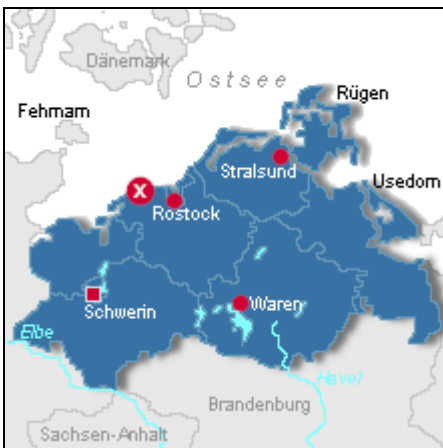 Dänemark
Ostsee
Rügen
Fehmarn
Stralsund
Usedom
X
Rostock
Waren
Schwerin
Elbe
Havel
Brandenburg
Sachsen-Anhalt